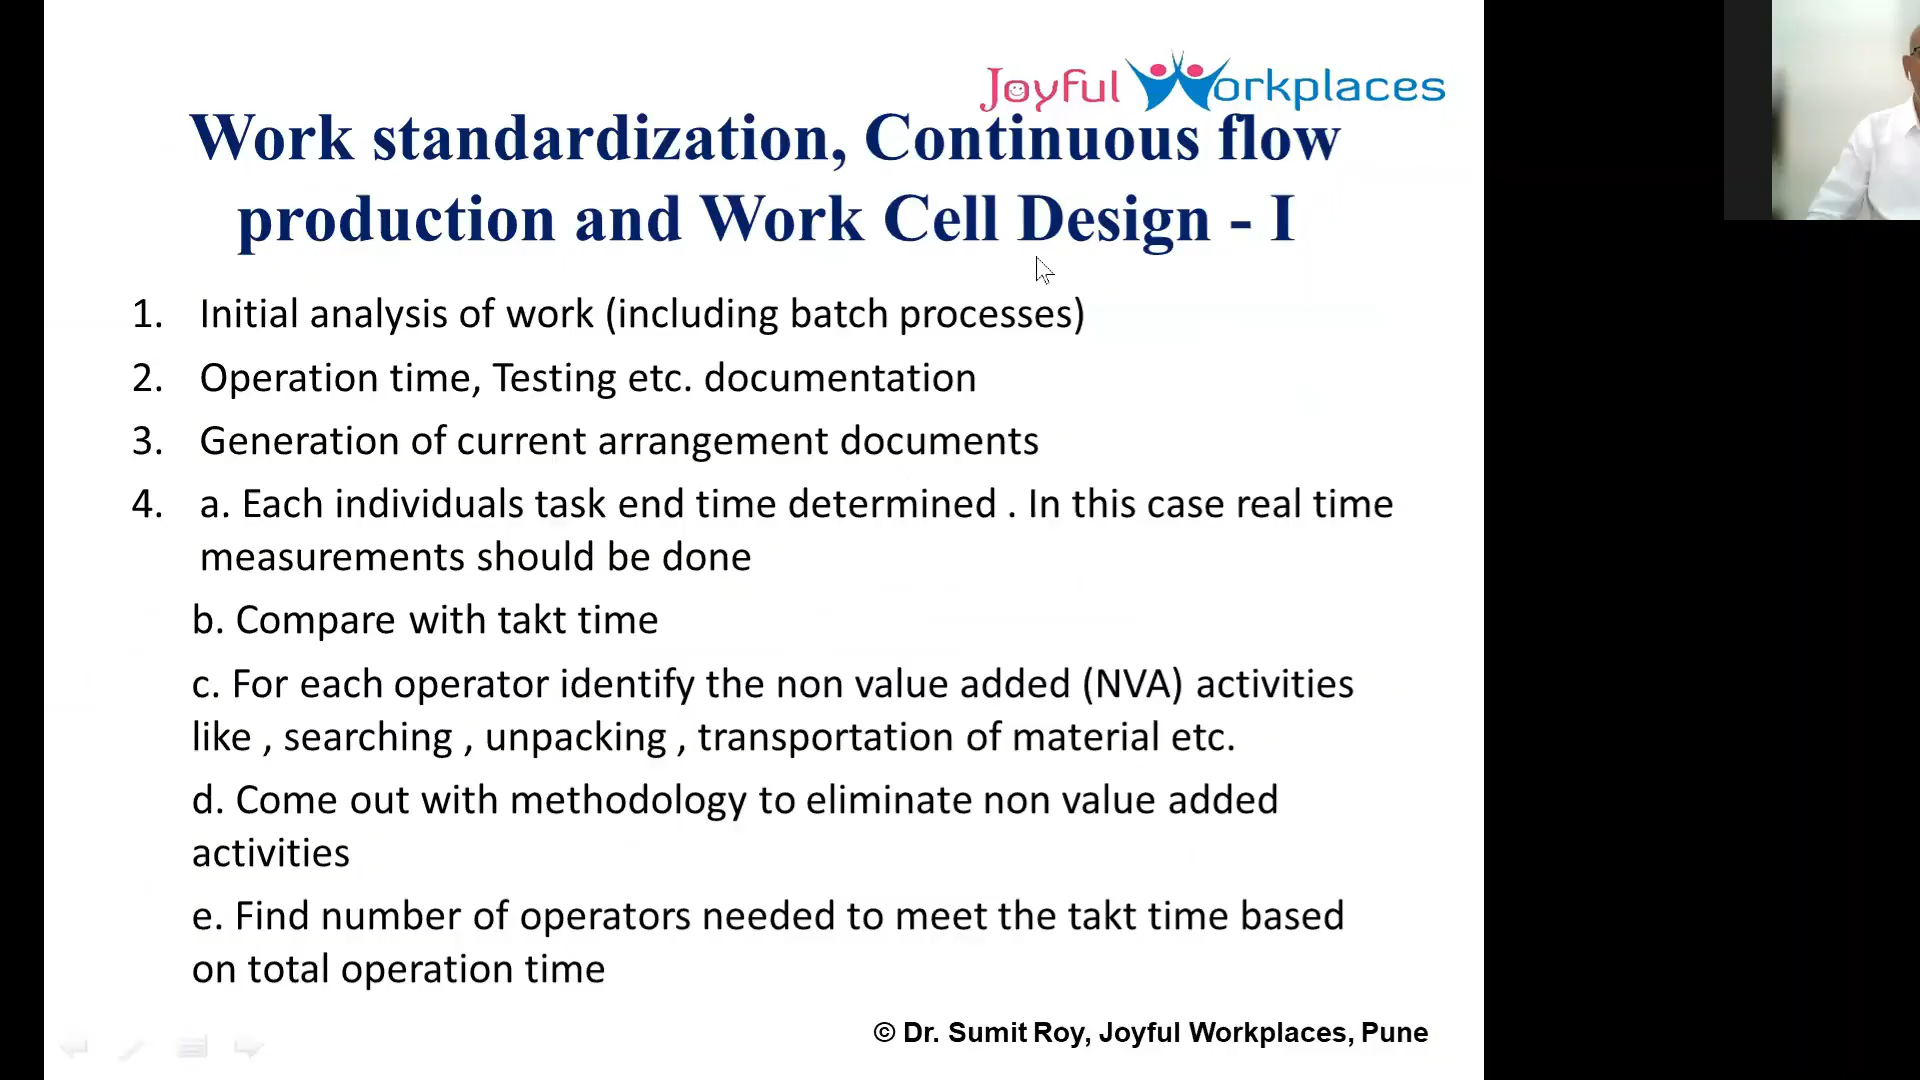 Joyful Workplaces
Work standardization, Continuous flow
production and Work Cell Design - I
1. Initial analysis of work (including batch processes)
2. Operation time, Testing etc. documentation
3. Generation of current arrangement documents
4. a. Each individuals task end time determined . In this case real time
measurements should be done
b. Compare with takt time
c. For each operator identify the non value added (NVA) activities
like , searching , unpacking , transportation of material etc.
d. Come out with methodology to eliminate non value added
activities
e. Find number of operators needed to meet the takt time based
on total operation time
© Dr. Sumit Roy, Joyful Workplaces, Pune